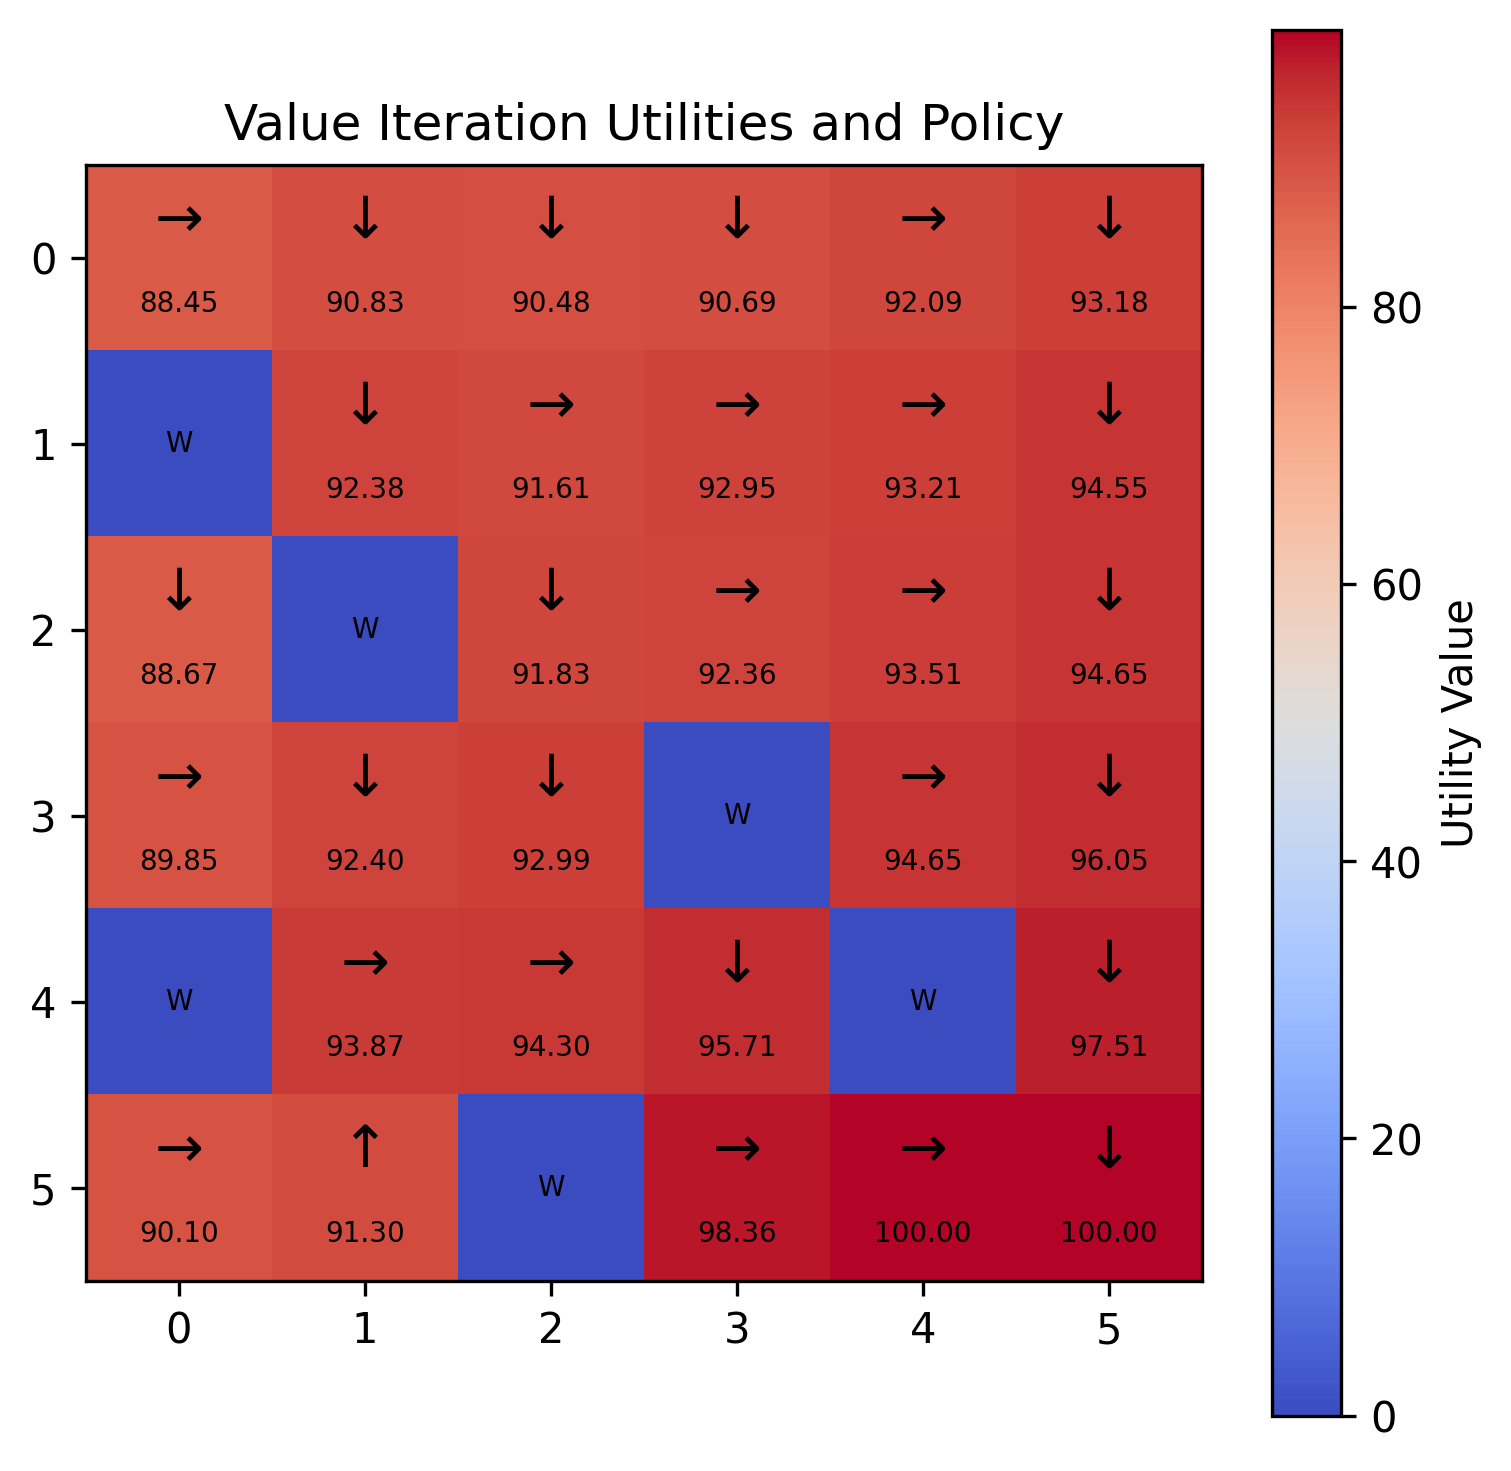 Value Iteration Utilities and Policy
0 → ↓ ↓ ↓ → ↓
88.45 90.83 90.48 90.69 92.09 93.18
1 W ↓ → → → ↓
92.38 91.61 92.95 93.21 94.55
2 ↓ W ↓ → → ↓
88.67 91.83 92.36 93.51 94.65
3 → ↓ ↓ W → ↓
89.85 92.40 92.99 94.65 96.05
4 W → → ↓ W ↓
93.87 94.30 95.71 97.51
5 → ↑ W → → ↓
90.10 91.30 98.36 100.00 100.00
0 1 2 3 4 5
80
60
40
20
0
Utility Value